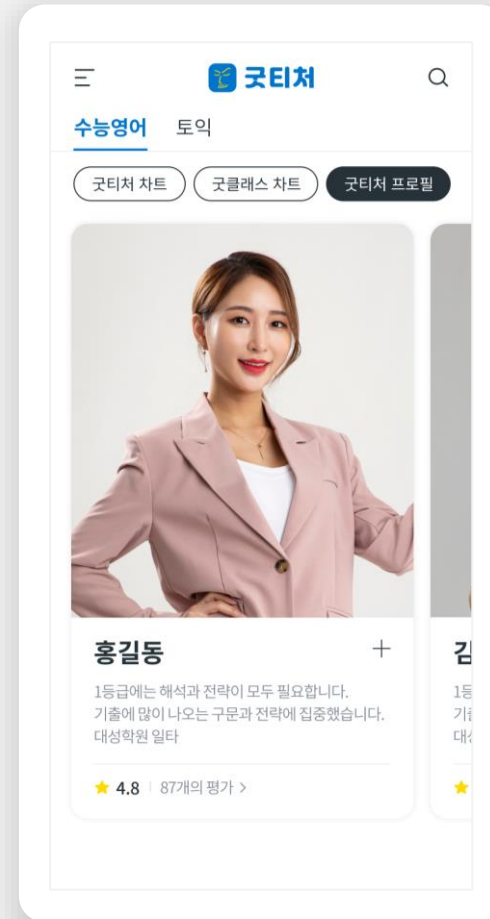 굿티처
수능영어 토익
굿티처 차트 굿클래스 차트 굿티처 프로필
홍길동
1등급에는 해석과 전략이 모두 필요합니다.
기출에 많이 나오는 구문과 전략에 집중했습니다.
대성학원 일타
4.8 87개의 평가 >
김
1등